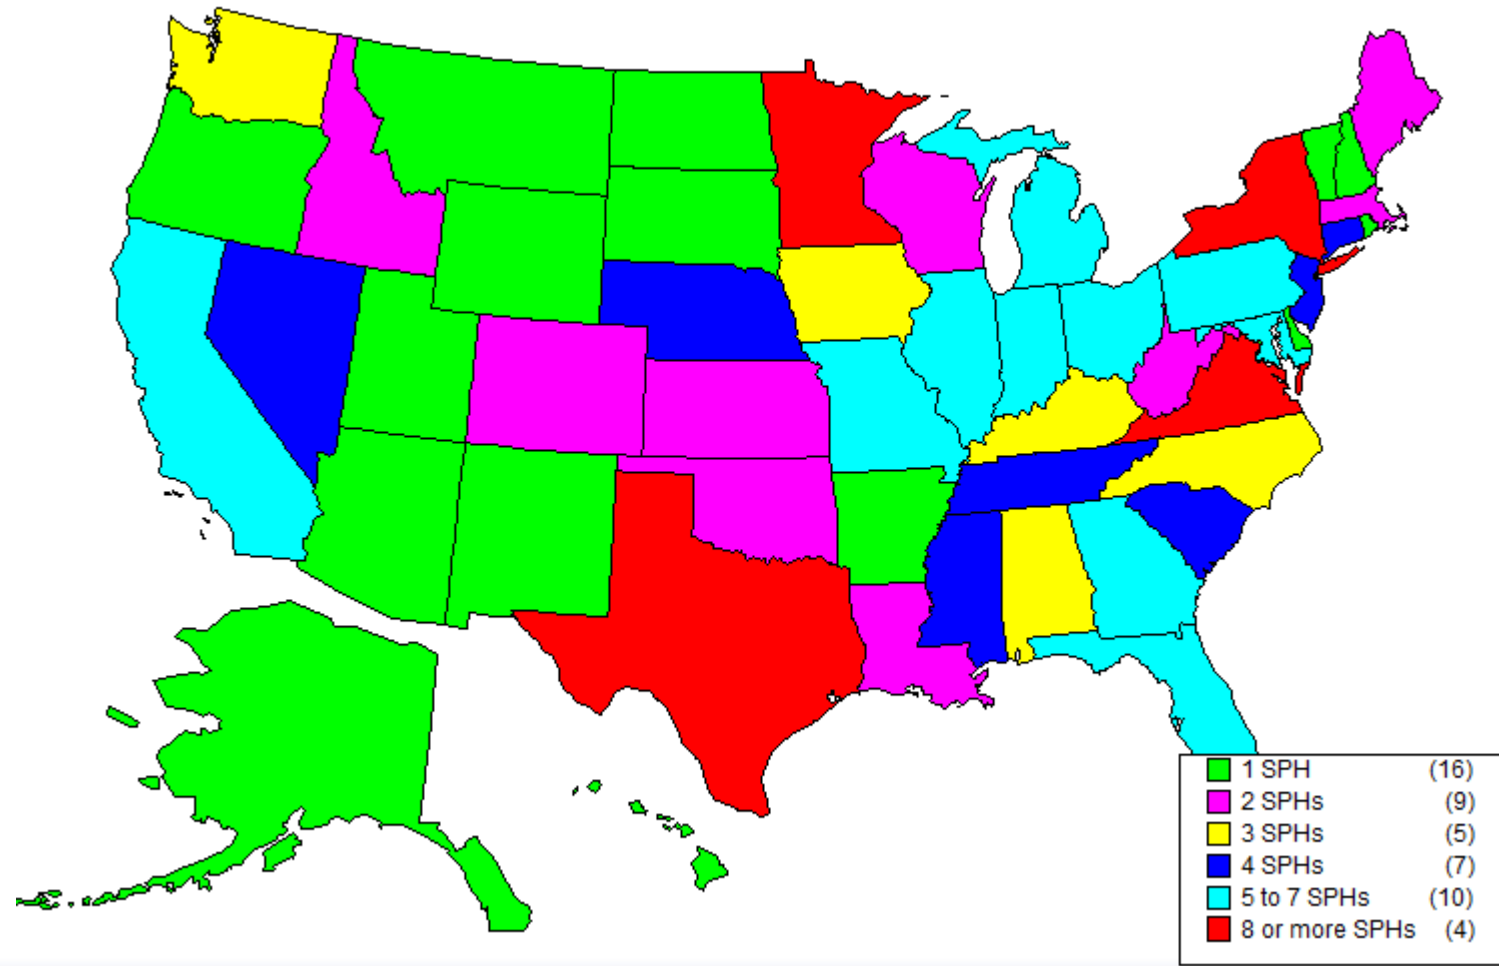 1 SPH (16)
2 SPHs (9)
3 SPHs (5)
4 SPHs (7)
5 to 7 SPHs (10)
8 or more SPHs (4)